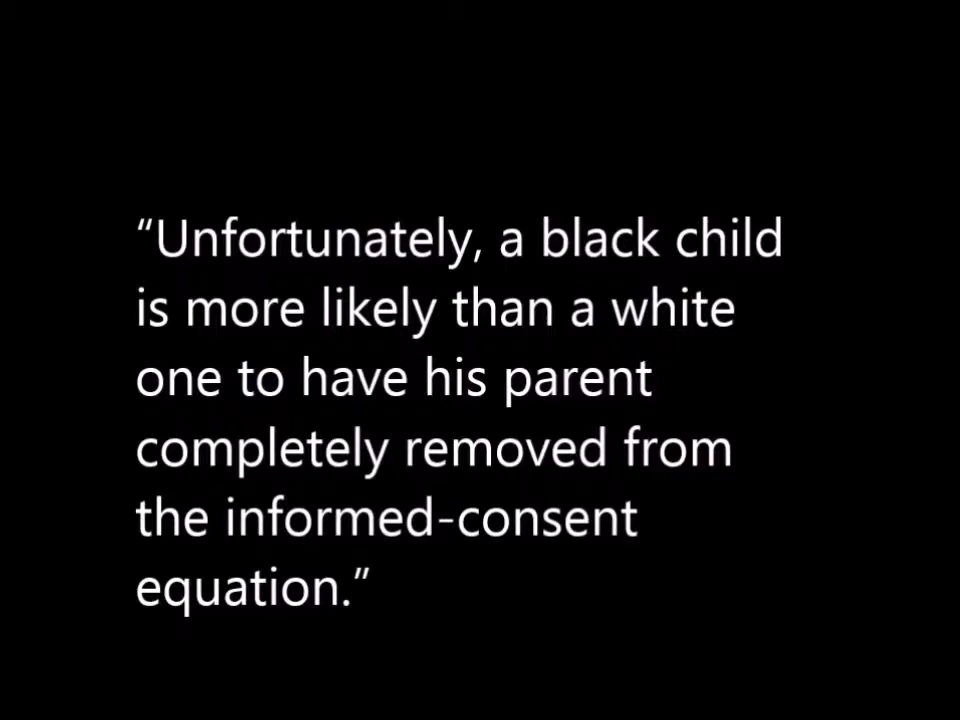 “Unfortunately, a black child
is more likely than a white
one to have his parent
completely removed from
the informed-consent
equation.”